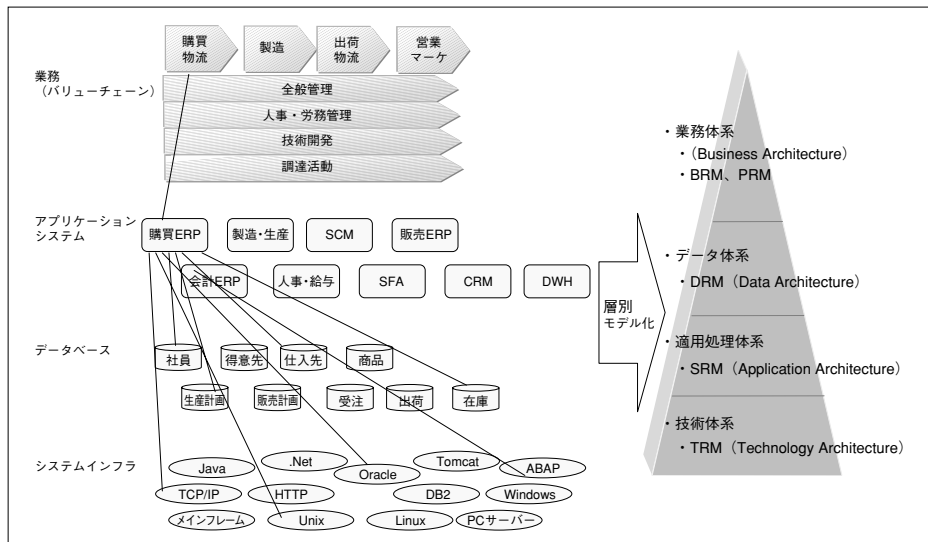 購買
物流
製造
出荷
物流
営業
マーケ
業務
(バリューチェーン)
全般管理
人事・労務管理
技術開発
調達活動
アプリケーション
システム
購買ERP
製造・生産
SCM
販売ERP
会計ERP
人事・給与
SFA
CRM
DWH
データベース
社員
得意先
仕入先
商品
生産計画
販売計画
受注
出荷
在庫
システムインフラ
Java
.Net
Oracle
Tomcat
ABAP
TCP/IP
HTTP
DB2
Windows
メインフレーム
Unix
Linux
PCサーバー
層別
モデル化
・業務体系
・(Business Architecture)
・BRM、PRM
・データ体系
・DRM(Data Architecture)
・適用処理体系
・SRM(Application Architecture)
・技術体系
・TRM(Technology Architecture)